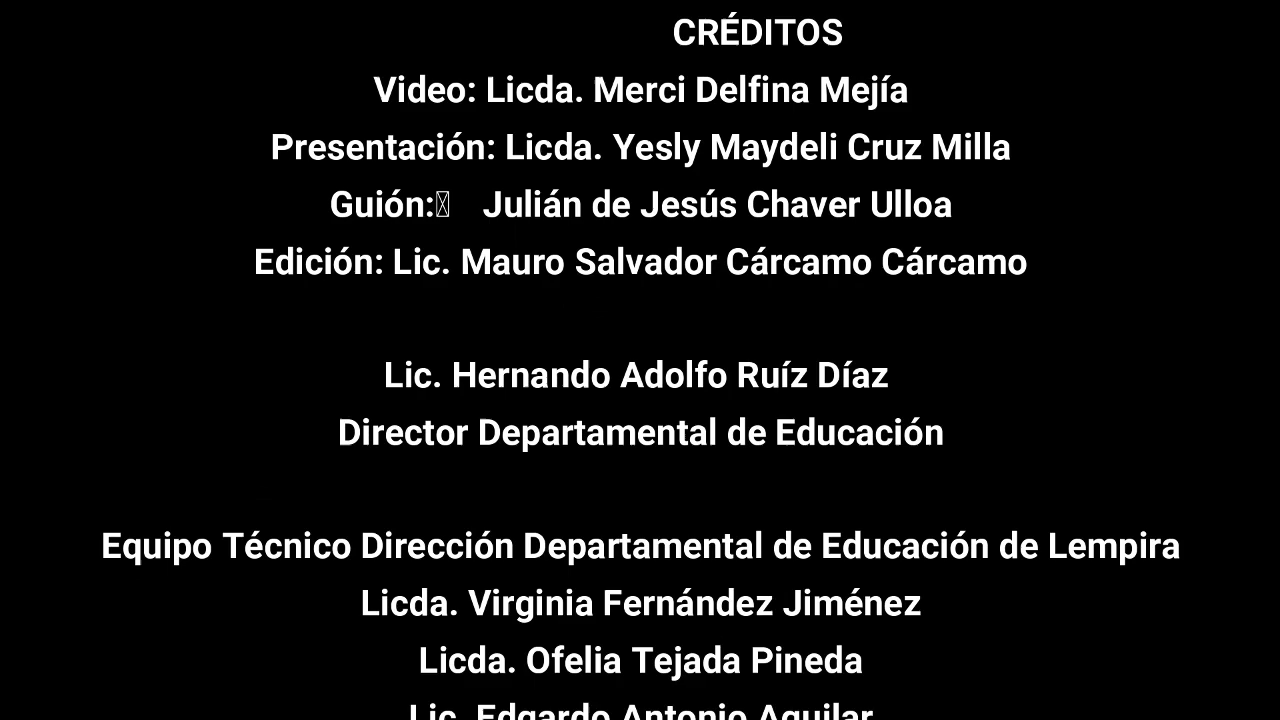 CRÉDITOS
Video: Licda. Merci Delfina Mejía
Presentación: Licda. Yesly Maydeli Cruz Milla
Guión: Julián de Jesús Chaver Ulloa
Edición: Lic. Mauro Salvador Cárcamo Cárcamo
Lic. Hernando Adolfo Ruíz Díaz
Director Departamental de Educación
Equipo Técnico Dirección Departamental de Educación de Lempira
Licda. Virginia Fernández Jiménez
Licda. Ofelia Tejada Pineda
Lic. Edgardo Antonio Aguilar